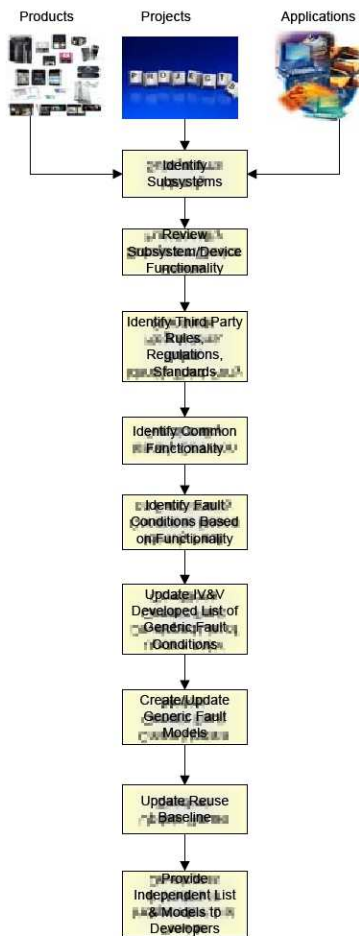 Products
Projects
Applications
PROJECTS
Identify
Subsystems
Review
Subsystem/Device
Functionality
Identify Third Party
Rules,
Regulations,
Standards
Identify Common
Functionality
Identify Fault
Conditions Based
on Functionality
Update IV&V
Developed List of
Generic Fault
Conditions
Create/Update
Generic Fault
Models
Update Reuse
Baseline
Provide
Independent List
& Models to
Developers